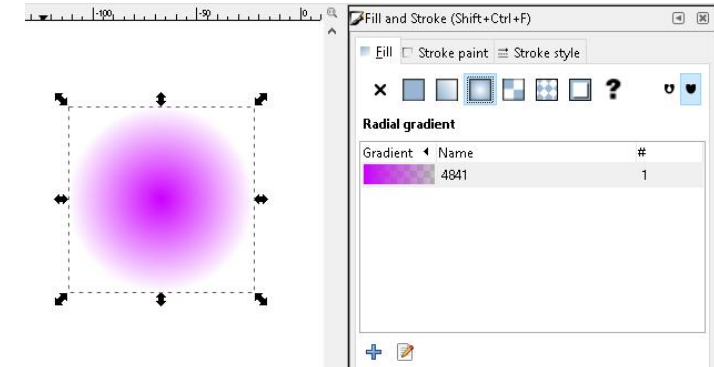 -100 -50 0
Fill and Stroke (Shift+Ctrl+F)
Fill Stroke paint Stroke style
?
Radial gradient
Gradient Name #
4841 1